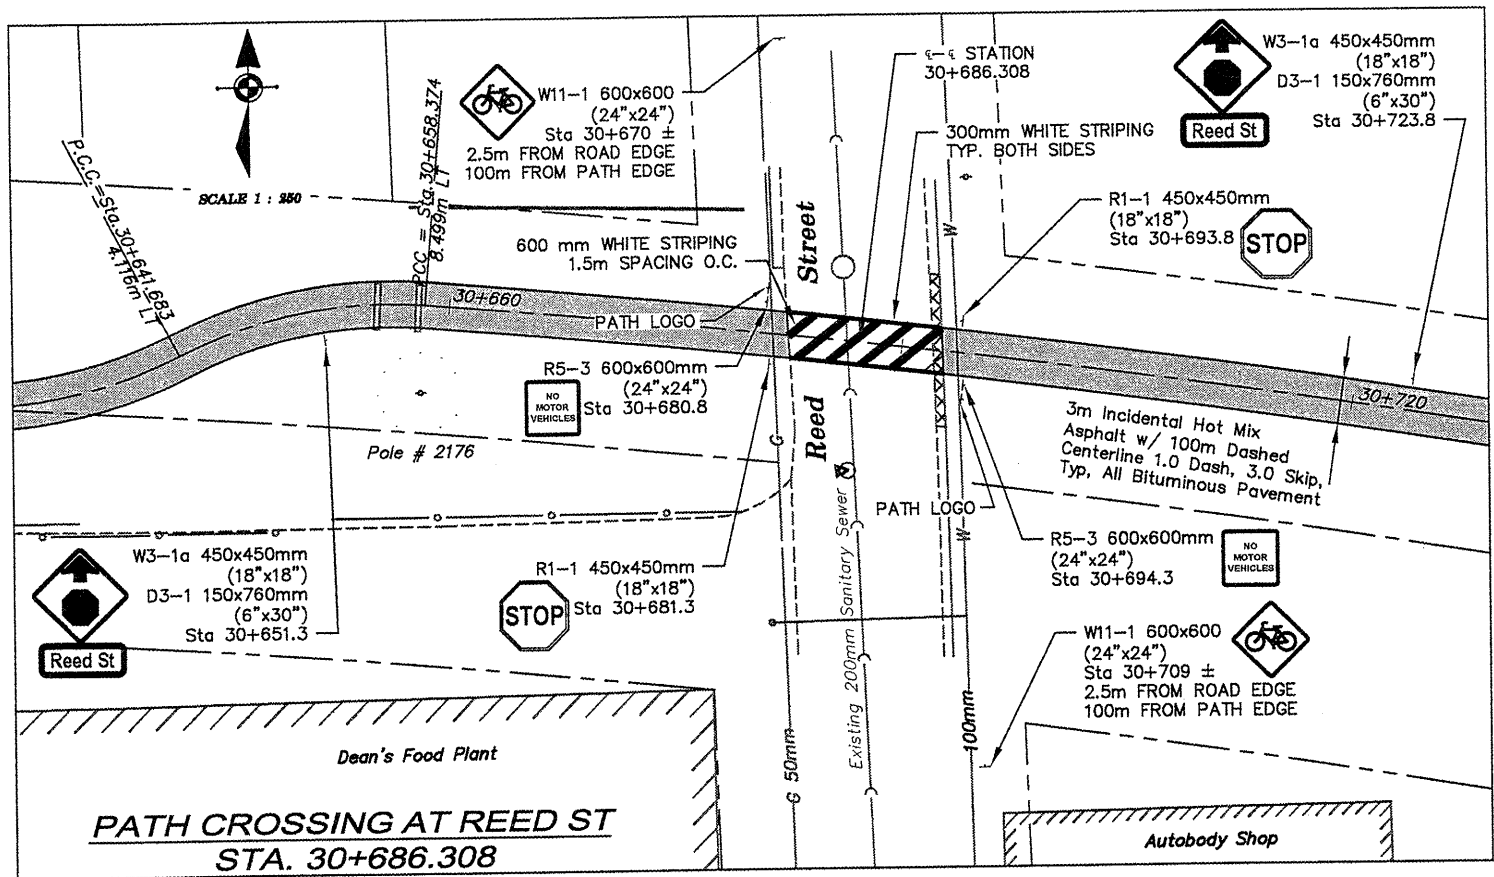 W3-1a 450x450mm
(18"x18")
D3-1 150x760mm
(6"x30")
Sta 30+723.8
Reed St
℄-℄ STATION
30+686.308
W11-1 600x600
(24"x24")
Sta 30+670 ±
2.5m FROM ROAD EDGE
100m FROM PATH EDGE
300mm WHITE STRIPING
TYP. BOTH SIDES
P.C.C. = Sta.30+641.683
4.116m LT
PCC = Sta.30+658.374
8.499m LT
SCALE 1 : 250
R1-1 450x450mm
(18"x18")
Sta 30+693.8
STOP
600 mm WHITE STRIPING
1.5m SPACING O.C.
Reed Street
W
30+660
PATH LOGO
R5-3 600x600mm
(24"x24")
Sta 30+680.8
NO
MOTOR
VEHICLES
30+720
3m Incidental Hot Mix
Asphalt w/ 100m Dashed
Centerline 1.0 Dash, 3.0 Skip,
Typ, All Bituminous Pavement
Pole # 2176
G
PATH LOGO
W
R5-3 600x600mm
(24"x24")
Sta 30+694.3
NO
MOTOR
VEHICLES
W3-1a 450x450mm
(18"x18")
D3-1 150x760mm
(6"x30")
Sta 30+651.3
Reed St
R1-1 450x450mm
(18"x18")
Sta 30+681.3
STOP
Existing 200mm Sanitary Sewer
W11-1 600x600
(24"x24")
Sta 30+709 ±
2.5m FROM ROAD EDGE
100m FROM PATH EDGE
G 50mm
100mm
Dean's Food Plant
PATH CROSSING AT REED ST
STA. 30+686.308
Autobody Shop